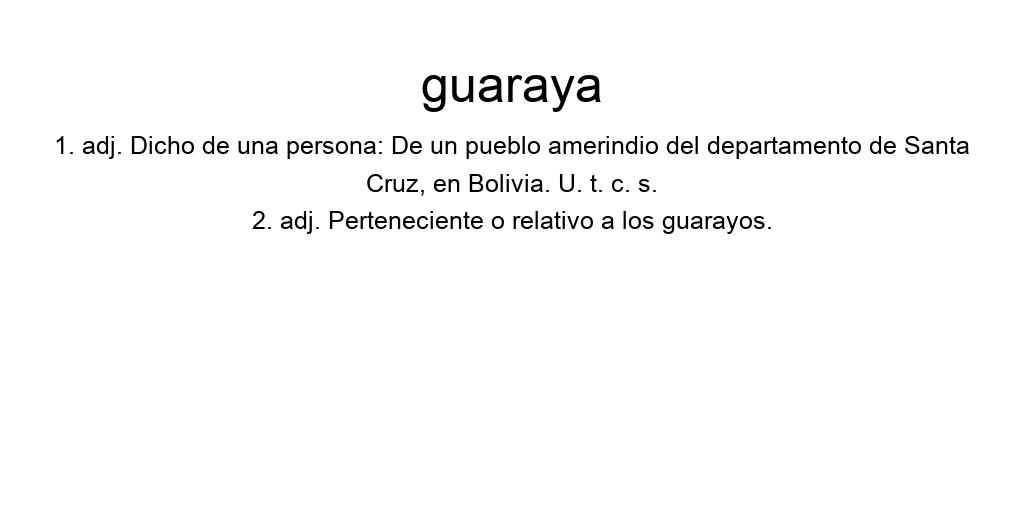 guaraya
1. adj. Dicho de una persona: De un pueblo amerindio del departamento de Santa
Cruz, en Bolivia. U. t. c. s.
2. adj. Perteneciente o relativo a los guarayos.